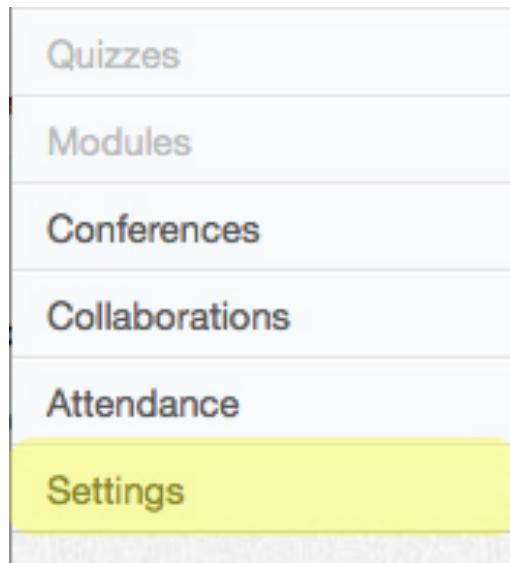 Quizzes
Modules
Conferences
Collaborations
Attendance
Settings